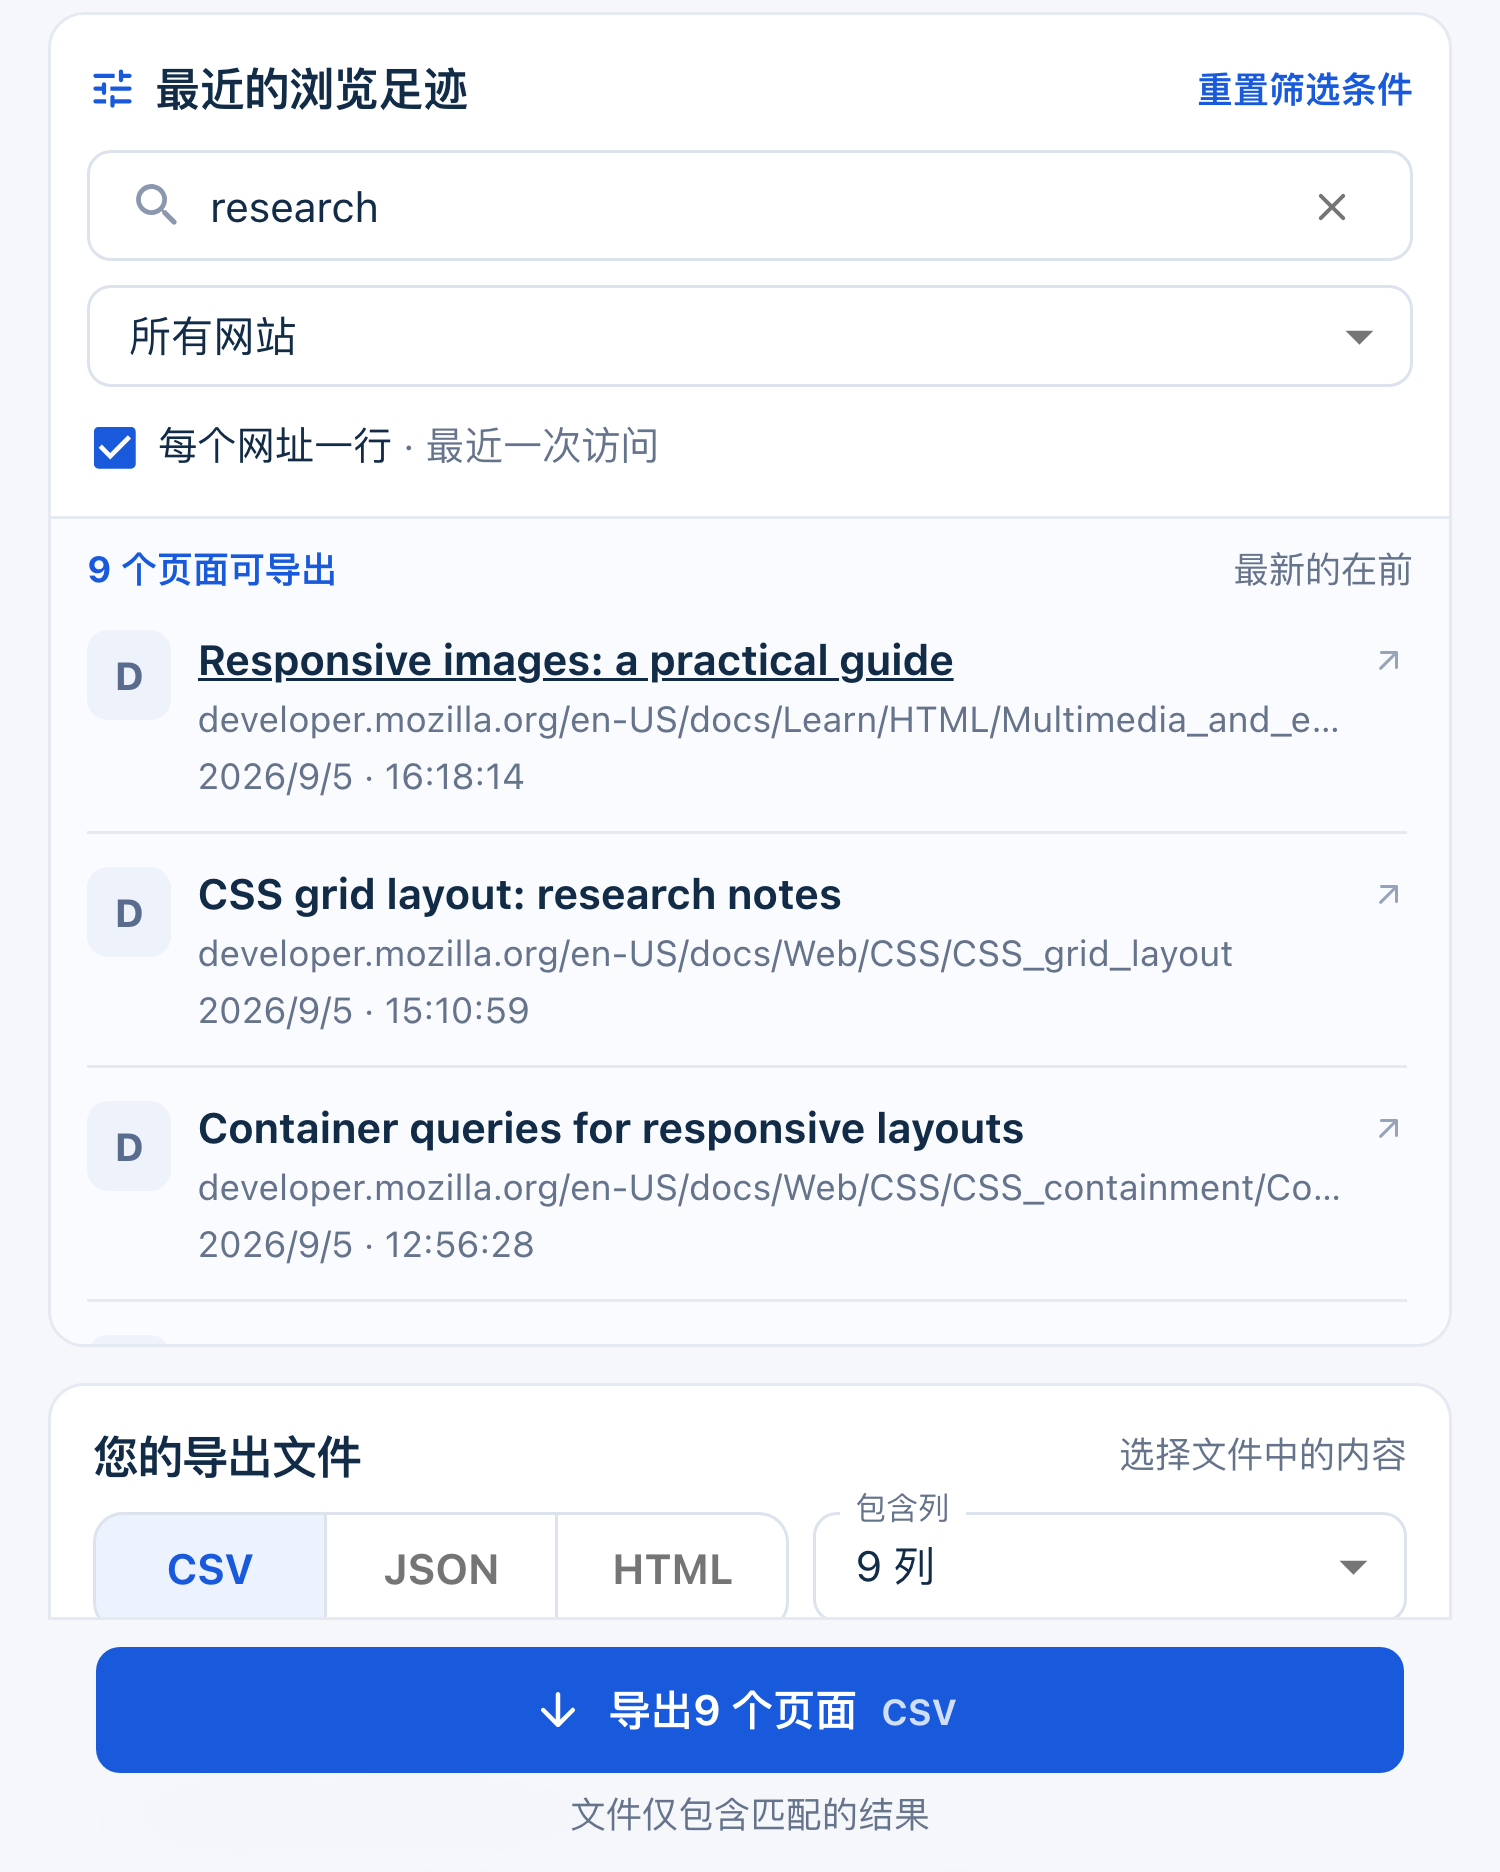 最近的浏览足迹
重置筛选条件
research
所有网站
每个网址一行 · 最近一次访问
9 个页面可导出
最新的在前
D
Responsive images: a practical guide
developer.mozilla.org/en-US/docs/Learn/HTML/Multimedia_and_e...
2026/9/5 · 16:18:14
D
CSS grid layout: research notes
developer.mozilla.org/en-US/docs/Web/CSS/CSS_grid_layout
2026/9/5 · 15:10:59
D
Container queries for responsive layouts
developer.mozilla.org/en-US/docs/Web/CSS/CSS_containment/Co...
2026/9/5 · 12:56:28
您的导出文件
选择文件中的内容
包含列
CSV
JSON
HTML
9 列
导出9 个页面 CSV
文件仅包含匹配的结果